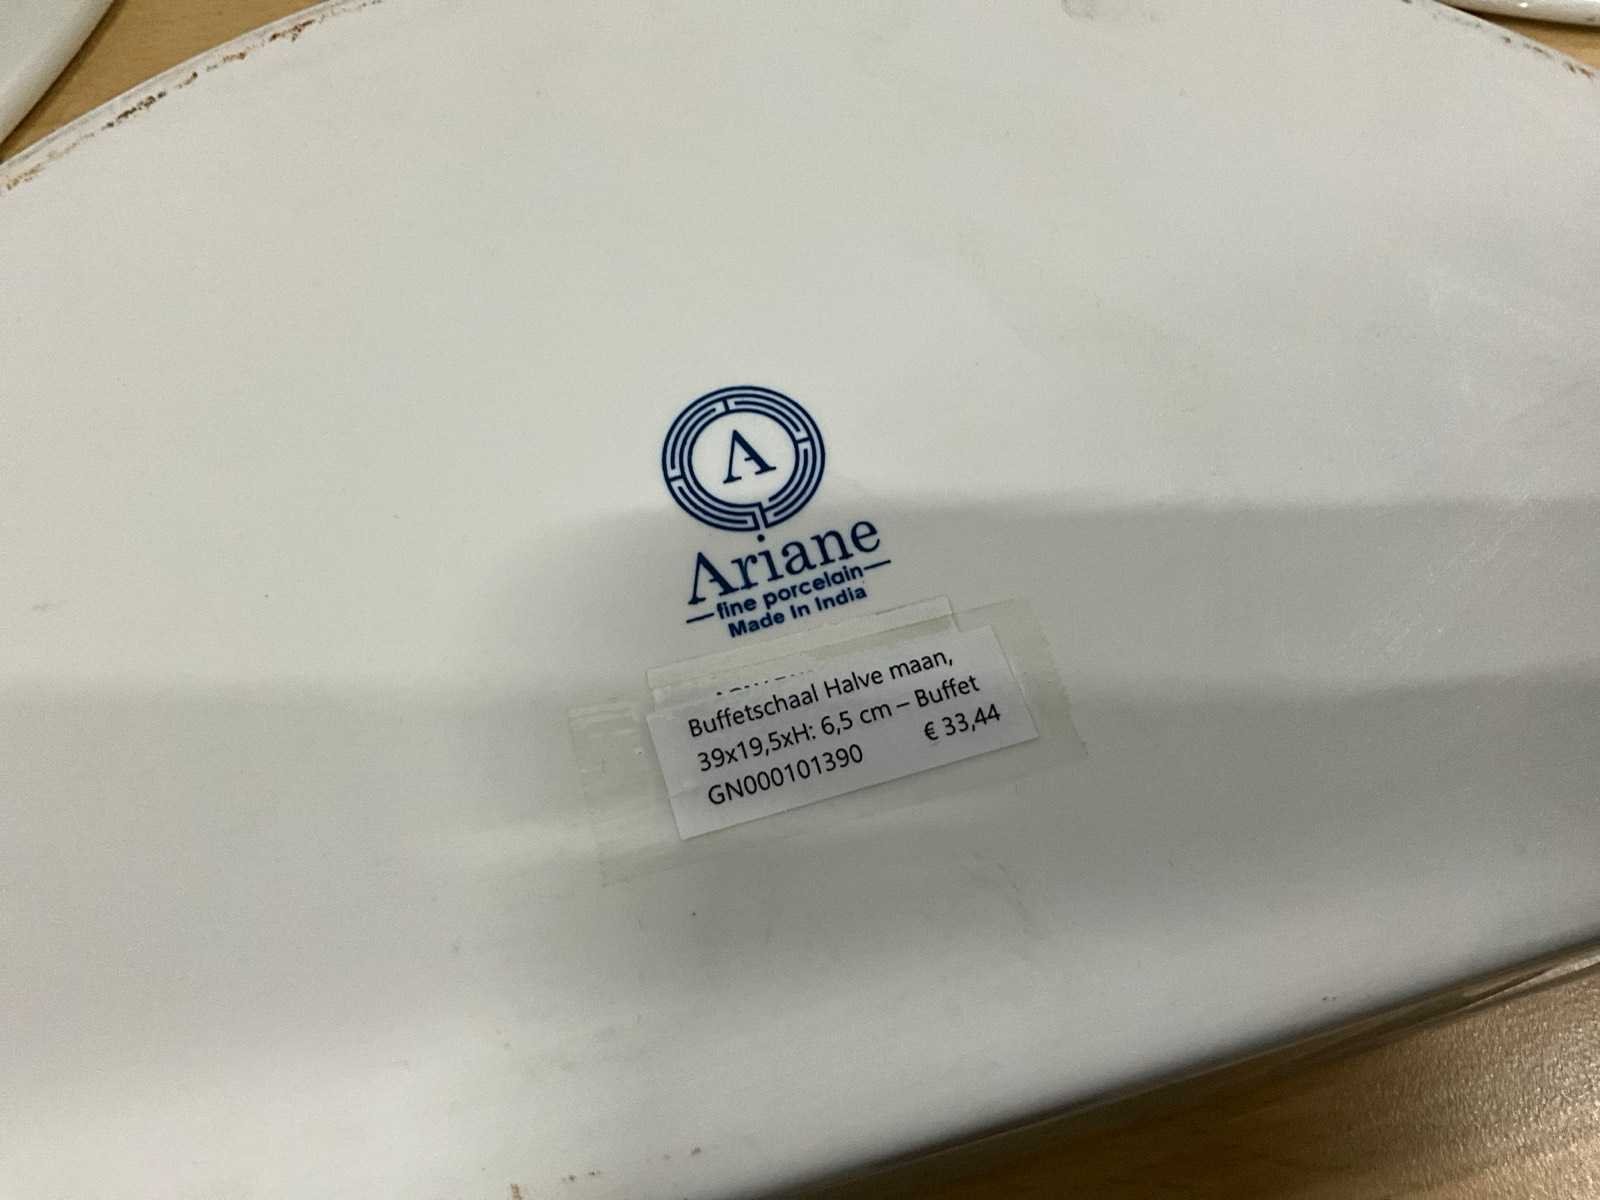 A
Ariane
fine porcelain
Made In India
Buffetschaal Halve maan,
39x19,5xH: 6,5 cm – Buffet
GN000101390 € 33,44